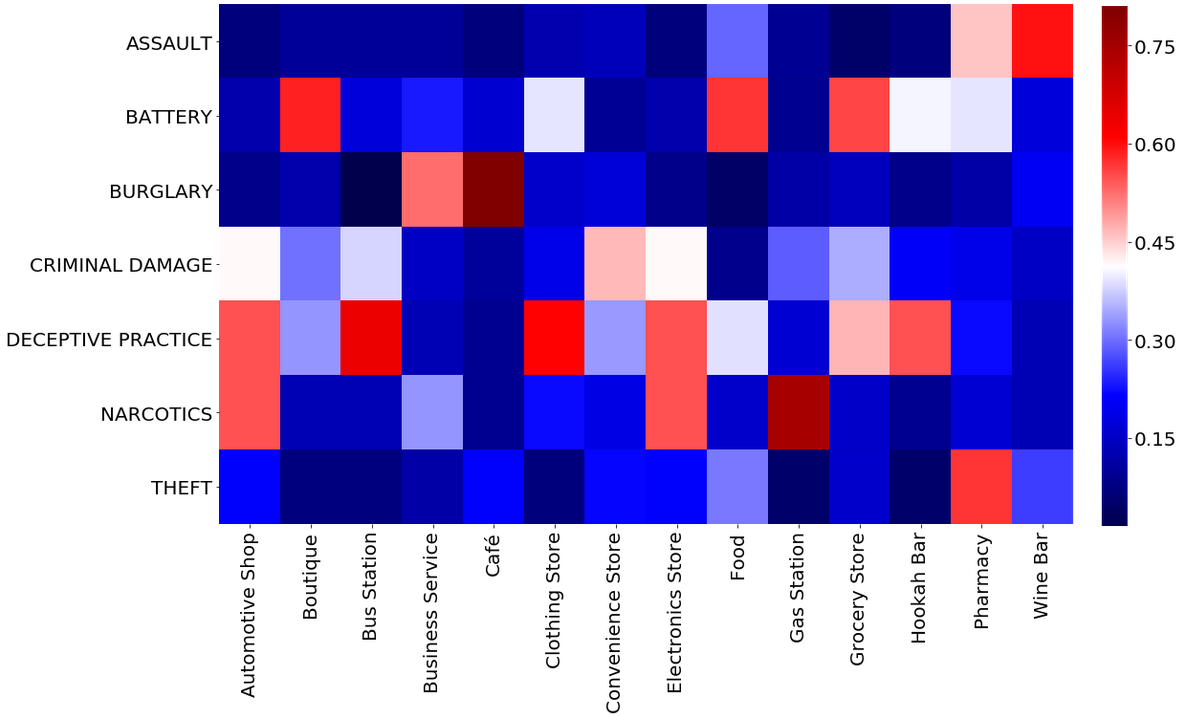 ASSAULT
BATTERY
BURGLARY
CRIMINAL DAMAGE
DECEPTIVE PRACTICE
NARCOTICS
THEFT
Automotive Shop
Boutique
Bus Station
Business Service
Café
Clothing Store
Convenience Store
Electronics Store
Food
Gas Station
Grocery Store
Hookah Bar
Pharmacy
Wine Bar
0.75
0.60
0.45
0.30
0.15